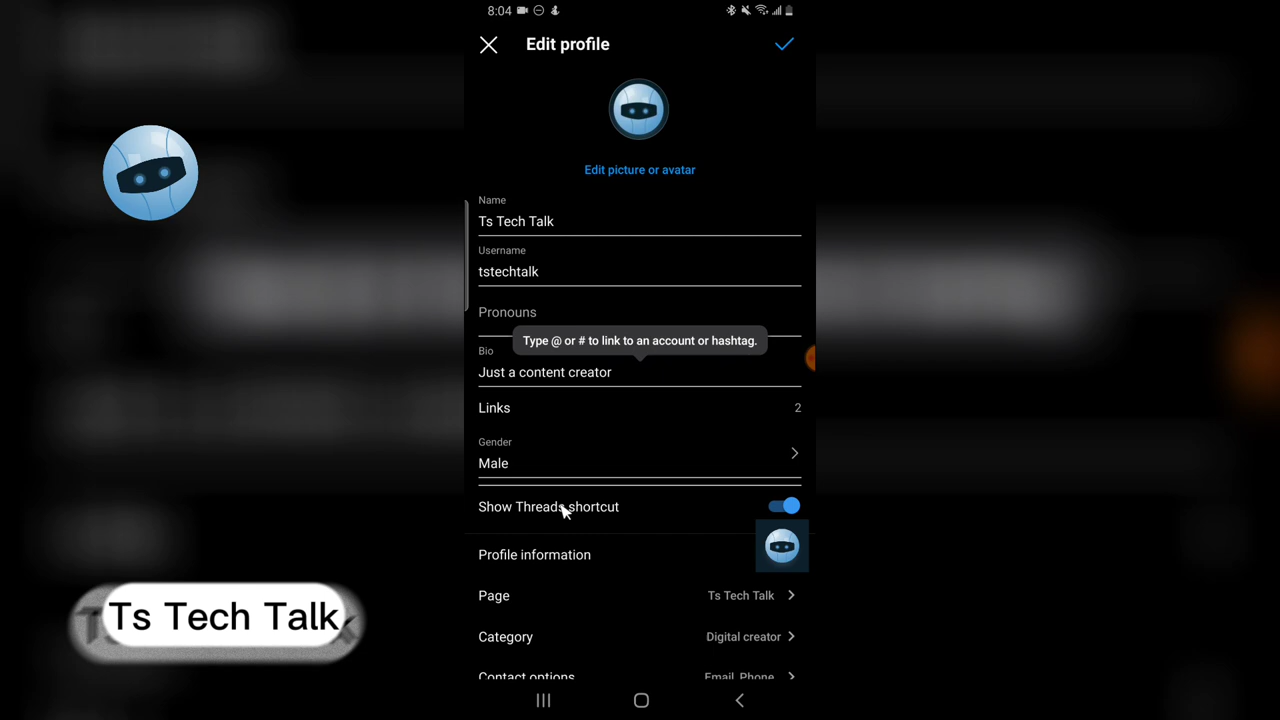 8:04
Edit profile
Edit picture or avatar
Name
Ts Tech Talk
Username
tstechtalk
Pronouns
Type @ or # to link to an account or hashtag.
Bio
Just a content creator
Links 2
Gender
Male
Show Threads shortcut
Profile information
Page Ts Tech Talk
Category Digital creator
Contact options Email, Phone
Ts Tech Talk